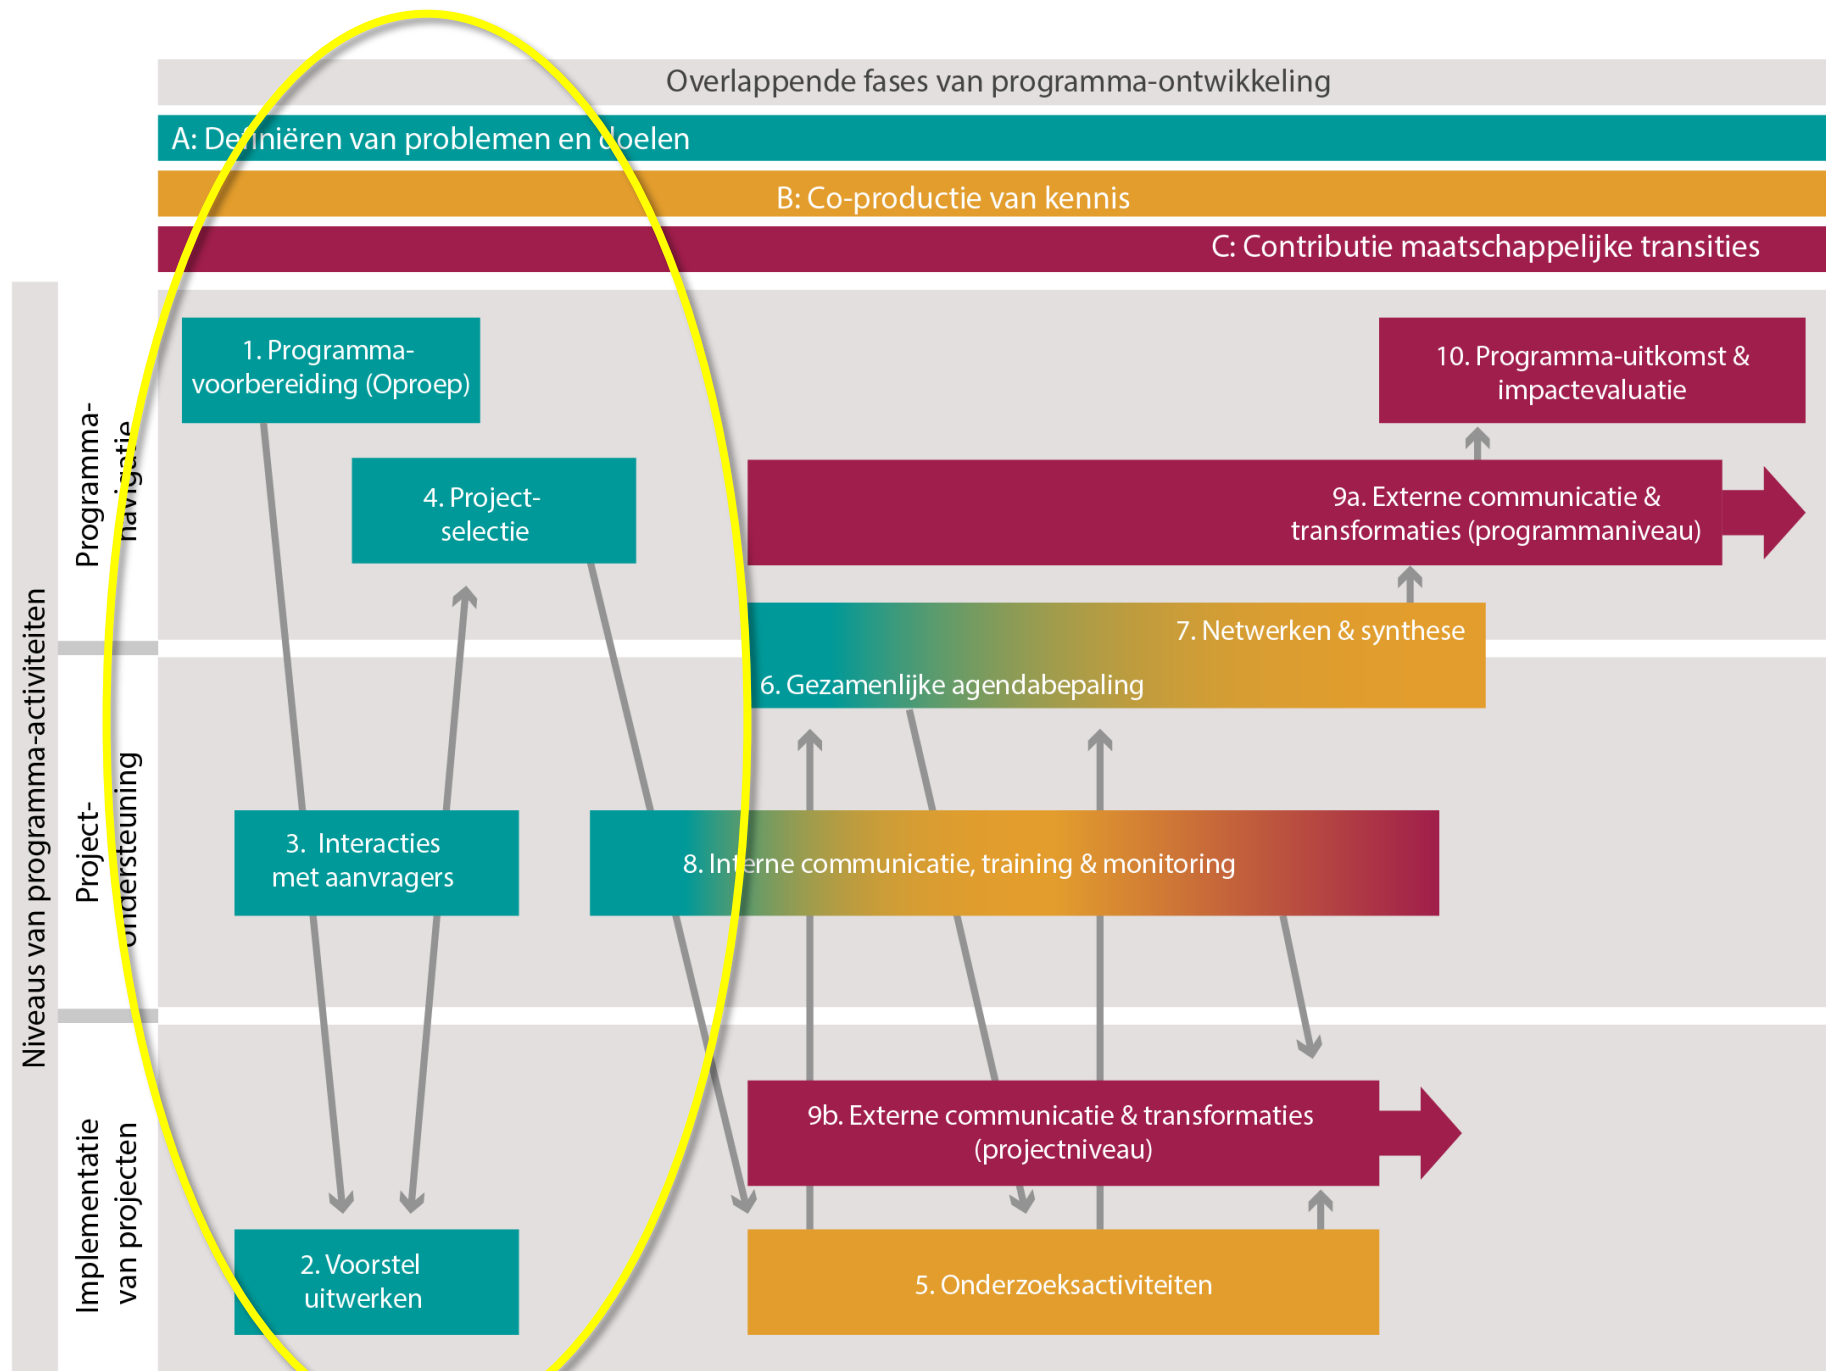 Overlappende fases van programma-ontwikkeling
A: Definiëren van problemen en doelen
B: Co-productie van kennis
C: Contributie maatschappelijke transities
Niveaus van programma-activiteiten
Programma-
navigatie
1. Programma-
voorbereiding (Oproep)
4. Project-
selectie
10. Programma-uitkomst &
impactevaluatie
9a. Externe communicatie &
transformaties (programmaniveau)
7. Netwerken & synthese
6. Gezamenlijke agendabepaling
Project-
ondersteuning
3. Interacties
met aanvragers
8. Interne communicatie, training & monitoring
Implementatie
van projecten
9b. Externe communicatie & transformaties
(projectniveau)
2. Voorstel
uitwerken
5. Onderzoeksactiviteiten